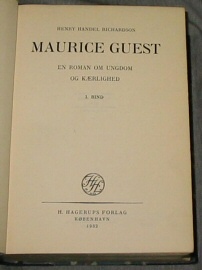 HENRY HANDEL RICHARDSON
MAURICE GUEST
EN ROMAN OM UNGDOM
OG KÆRLIGHED
I. BIND
H. HAGERUPS FORLAG
KØBENHAVN